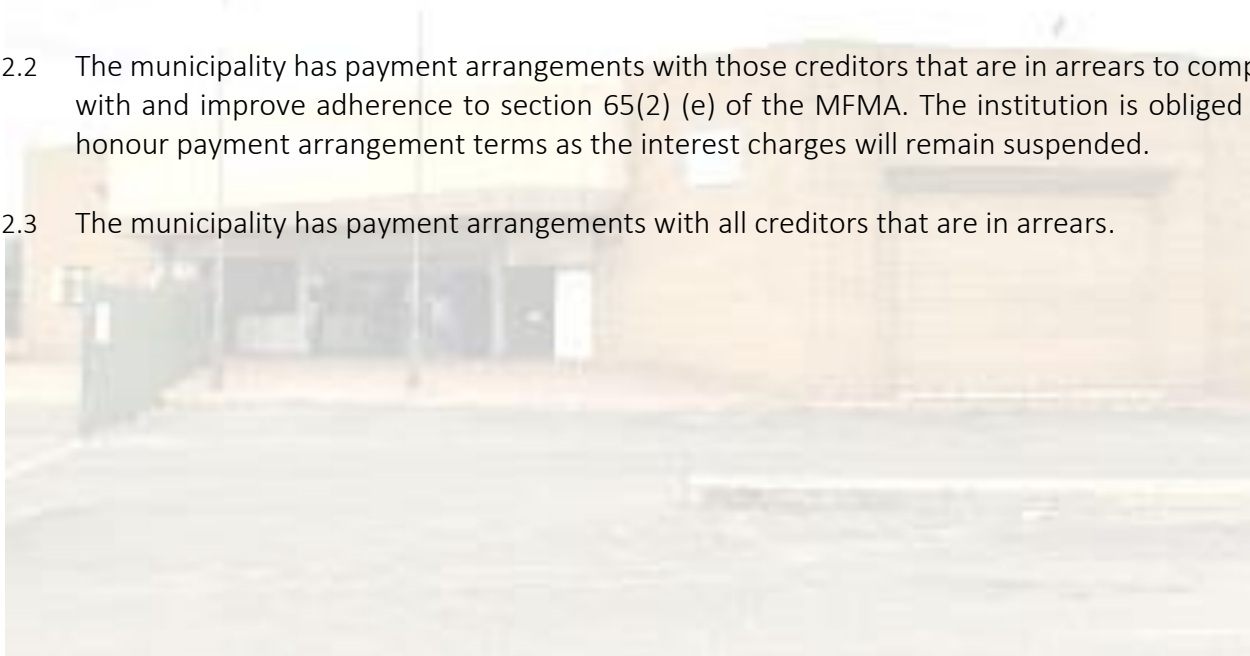 2.2 The municipality has payment arrangements with those creditors that are in arrears to comp
with and improve adherence to section 65(2) (e) of the MFMA. The institution is obliged
honour payment arrangement terms as the interest charges will remain suspended.
2.3 The municipality has payment arrangements with all creditors that are in arrears.